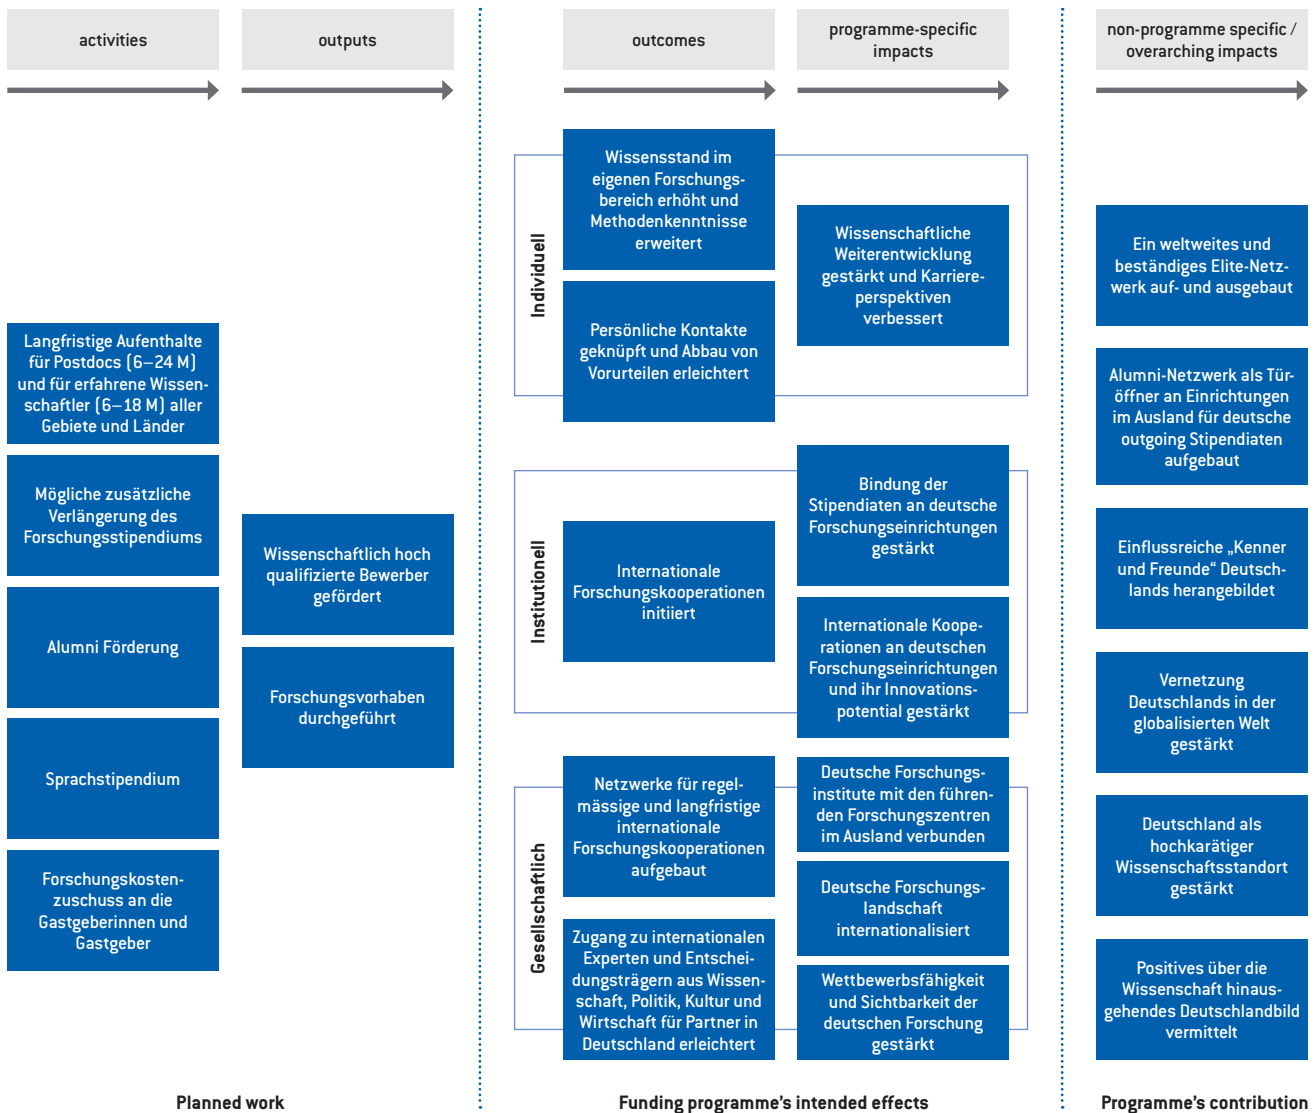 activities
outputs
outcomes
programme-specific
impacts
non-programme specific /
overarching impacts
Langfristige Aufenthalte
für Postdocs (6–24 M)
und für erfahrene Wissen-
schaftler (6–18 M) aller
Gebiete und Länder
Mögliche zusätzliche
Verlängerung des
Forschungsstipendiums
Alumni Förderung
Sprachstipendium
Forschungskosten-
zuschuss an die
Gastgeberinnen und
Gastgeber
Wissenschaftlich hoch
qualifizierte Bewerber
gefördert
Forschungsvorhaben
durchgeführt
Individuell
Wissensstand im
eigenen Forschungs-
bereich erhöht und
Methodenkenntnisse
erweitert
Persönliche Kontakte
geknüpft und Abbau von
Vorurteilen erleichtert
Wissenschaftliche
Weiterentwicklung
gestärkt und Karriere-
perspektiven
verbessert
Institutionell
Internationale
Forschungskooperationen
initiiert
Bindung der
Stipendiaten an deutsche
Forschungseinrichtungen
gestärkt
Internationale Koope-
rationen an deutschen
Forschungseinrichtungen
und ihr Innovations-
potential gestärkt
Gesellschaftlich
Netzwerke für regel-
mässige und langfristige
internationale
Forschungskooperationen
aufgebaut
Zugang zu internationalen
Experten und Entschei-
dungsträgern aus Wissen-
schaft, Politik, Kultur und
Wirtschaft für Partner in
Deutschland erleichtert
Deutsche Forschungs-
institute mit den führen-
den Forschungszentren
im Ausland verbunden
Deutsche Forschungs-
landschaft
internationalisiert
Wettbewerbsfähigkeit
und Sichtbarkeit der
deutschen Forschung
gestärkt
Ein weltweites und
beständiges Elite-Netz-
werk auf- und ausgebaut
Alumni-Netzwerk als Tür-
öffner an Einrichtungen
im Ausland für deutsche
outgoing Stipendiaten
aufgebaut
Einflussreiche „Kenner
und Freunde“ Deutsch-
lands herangebildet
Vernetzung
Deutschlands in der
globalisierten Welt
gestärkt
Deutschland als
hochkarätiger
Wissenschaftsstandort
gestärkt
Positives über die
Wissenschaft hinaus-
gehendes Deutschlandbild
vermittelt
Planned work
Funding programme's intended effects
Programme's contribution